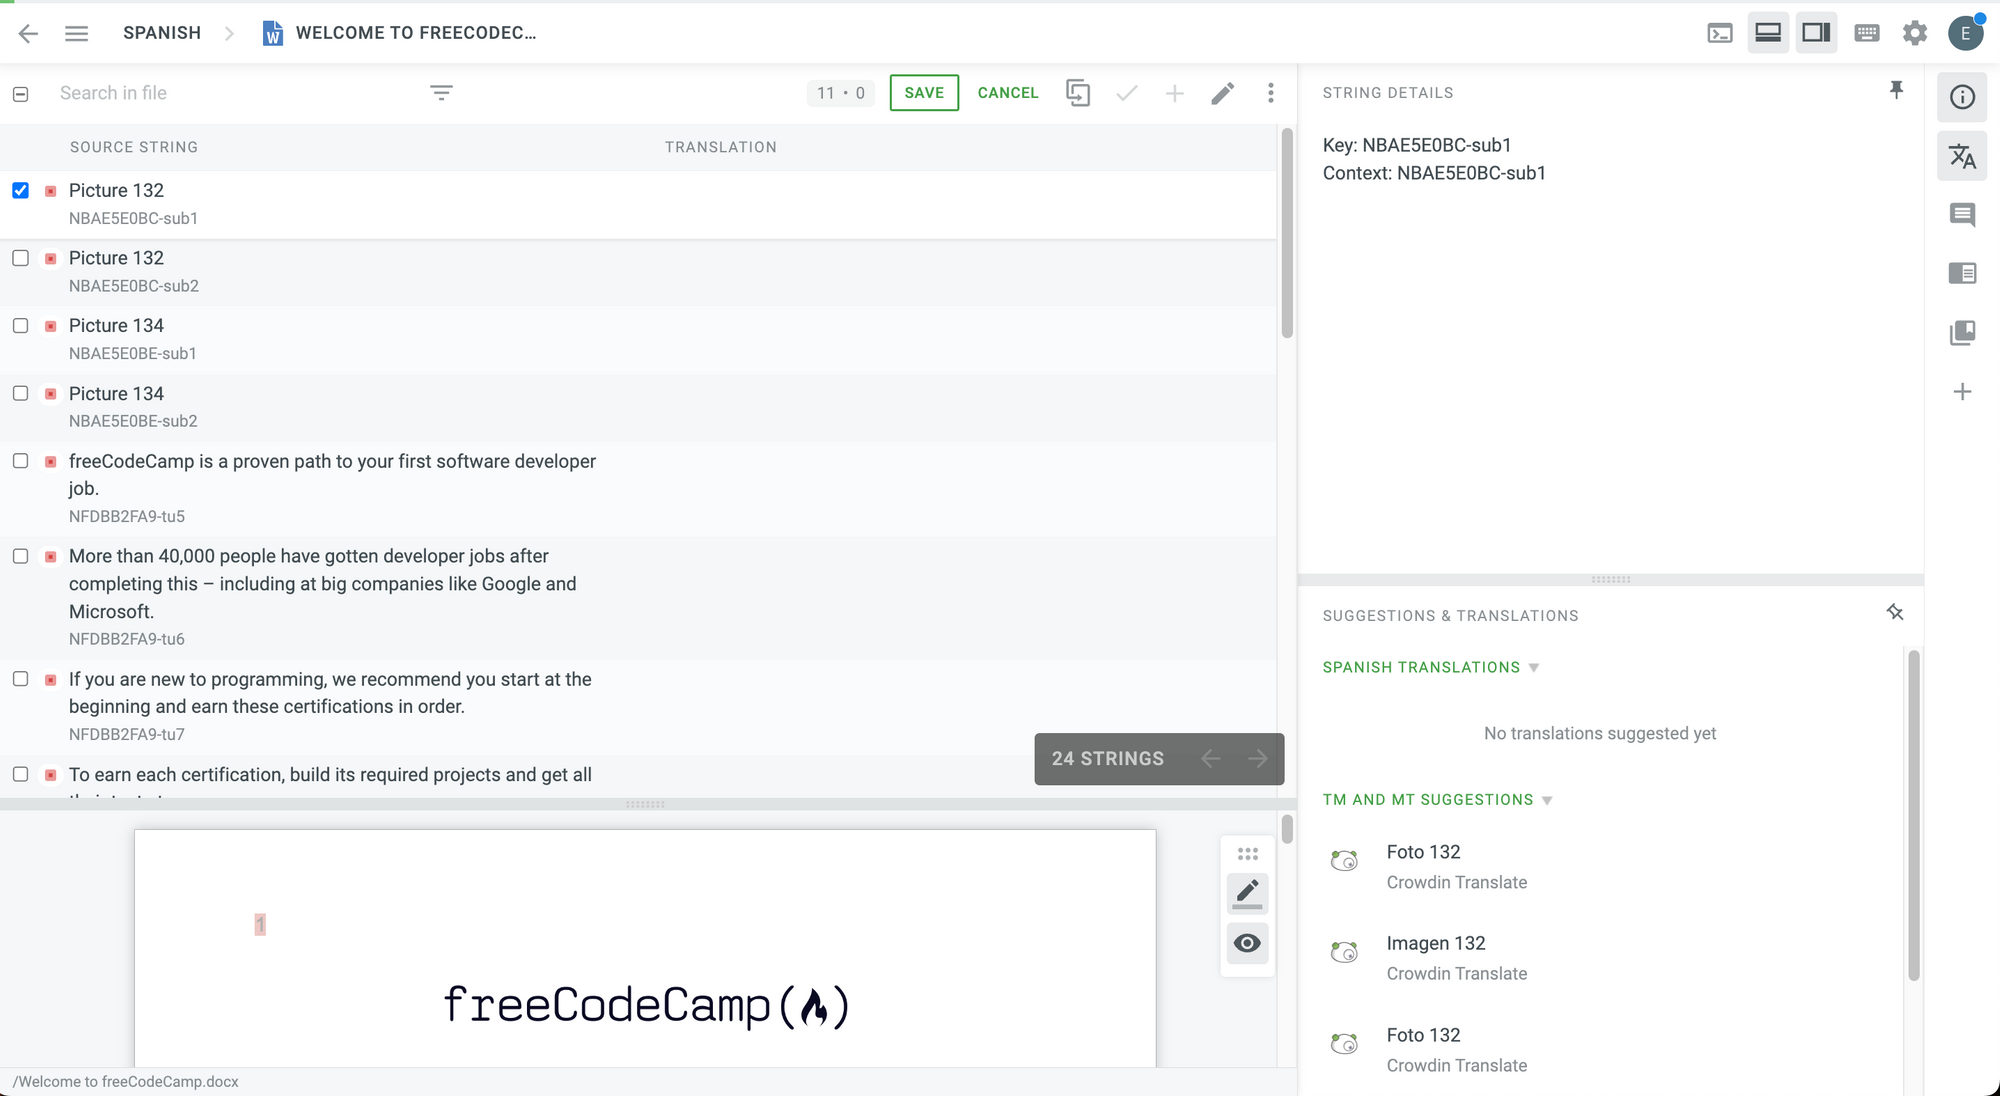 SPANISH
WELCOME TO FREECODEC...
E
Search in file
11 • 0
SAVE
CANCEL
SOURCE STRING
TRANSLATION
Picture 132
NBAE5E0BC-sub1
Picture 132
NBAE5E0BC-sub2
Picture 134
NBAE5E0BE-sub1
Picture 134
NBAE5E0BE-sub2
freeCodeCamp is a proven path to your first software developer
job.
NFDBB2FA9-tu5
More than 40,000 people have gotten developer jobs after
completing this – including at big companies like Google and
Microsoft.
NFDBB2FA9-tu6
If you are new to programming, we recommend you start at the
beginning and earn these certifications in order.
NFDBB2FA9-tu7
To earn each certification, build its required projects and get all
24 STRINGS
1
freeCodeCamp(🔥)
/Welcome to freeCodeCamp.docx
STRING DETAILS
Key: NBAE5E0BC-sub1
Context: NBAE5E0BC-sub1
SUGGESTIONS & TRANSLATIONS
SPANISH TRANSLATIONS
No translations suggested yet
TM AND MT SUGGESTIONS
Foto 132
Crowdin Translate
Imagen 132
Crowdin Translate
Foto 132
Crowdin Translate